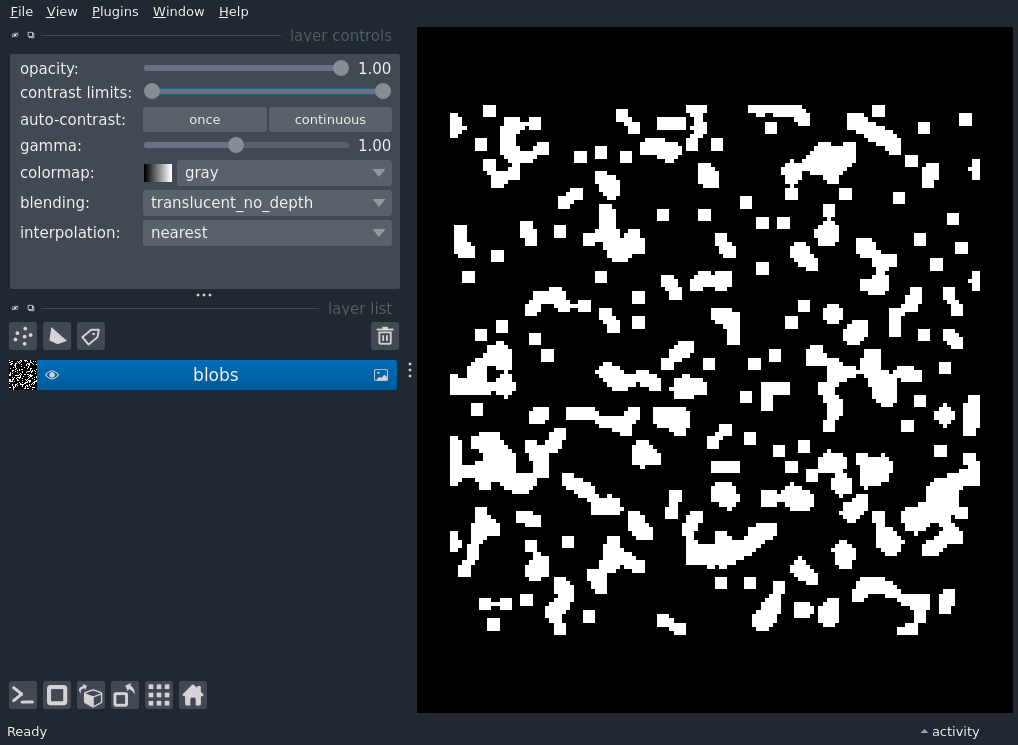 File View Plugins Window Help
layer controls
opacity: 1.00
contrast limits:
auto-contrast: once continuous
gamma: 1.00
colormap: gray
blending: translucent_no_depth
interpolation: nearest
layer list
blobs
Ready
activity